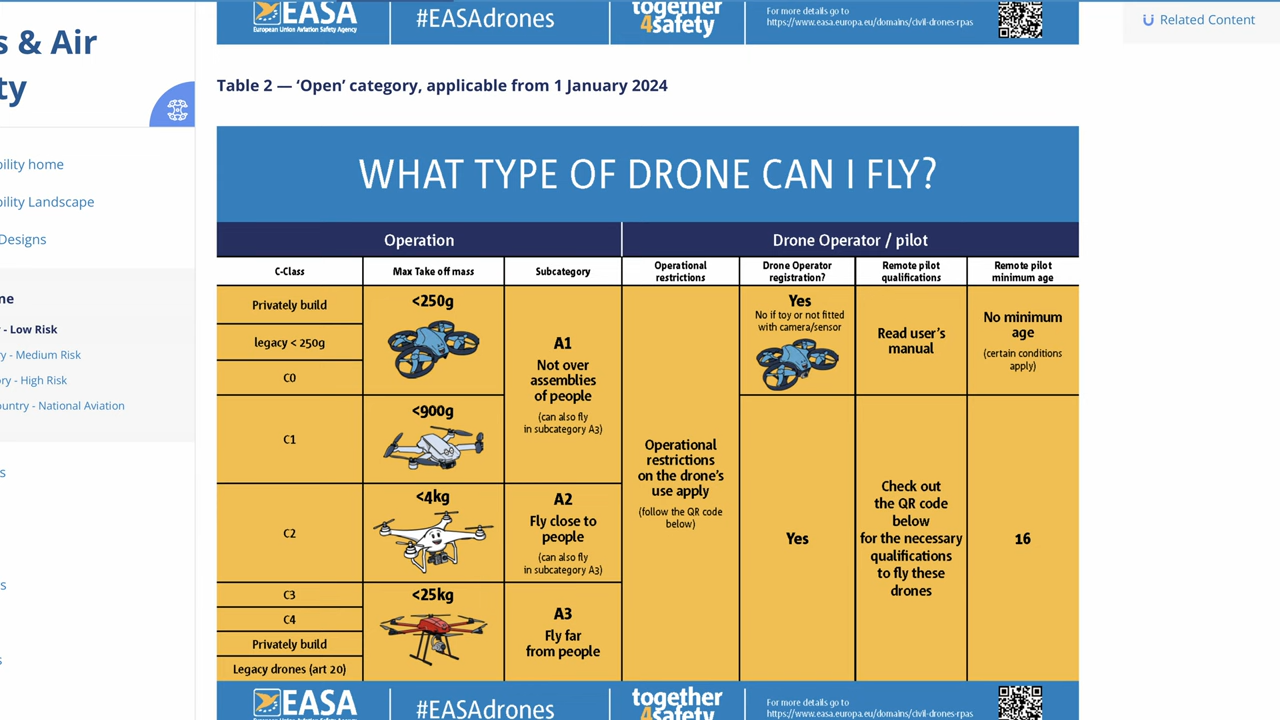 EASA
European Union Aviation Safety Agency
#EASAdrones
together
4safety
For more details go to
https://www.easa.europa.eu/domains/civil-drones-rpas
Related Content
s & Air
ty
Table 2 — ‘Open’ category, applicable from 1 January 2024
bility home
bility Landscape
Designs
ne
- Low Risk
y - Medium Risk
ory - High Risk
ountry - National Aviation
s
s
s
WHAT TYPE OF DRONE CAN I FLY?
Operation
Drone Operator / pilot
C-Class
Max Take off mass
Subcategory
Operational
restrictions
Drone Operator
registration?
Remote pilot
qualifications
Remote pilot
minimum age
Privately build
legacy < 250g
C0
<250g
A1
Not over
assemblies
of people
(can also fly
in subcategory A3)
Operational
restrictions
on the drone’s
use apply
(follow the QR code
below)
Yes
No if toy or not fitted
with camera/sensor
Read user’s
manual
No minimum
age
(certain conditions
apply)
C1
<900g
C2
<4kg
A2
Fly close to
people
(can also fly
in subcategory A3)
Yes
Check out
the QR code
below
for the necessary
qualifications
to fly these
drones
16
C3
C4
Privately build
Legacy drones (art 20)
<25kg
A3
Fly far
from people
EASA
European Union Aviation Safety Agency
#EASAdrones
together
4safety
For more details go to
https://www.easa.europa.eu/domains/civil-drones-rpas